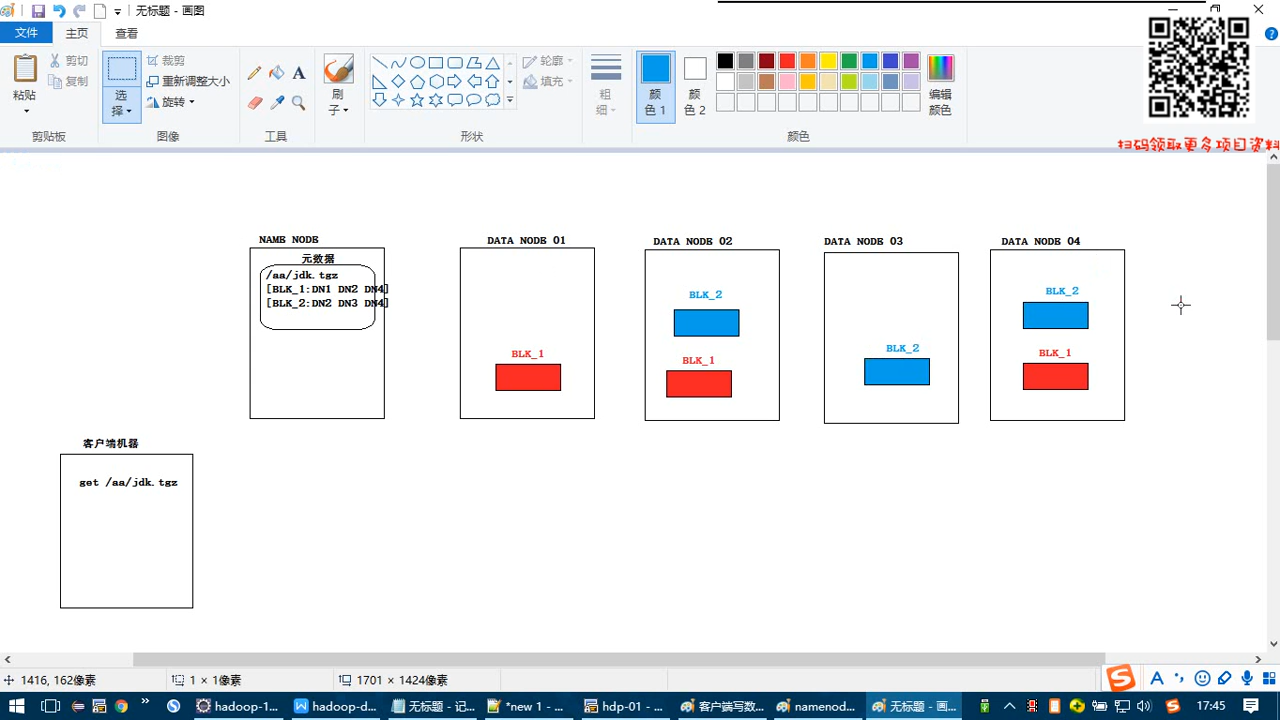 无标题 - 画图
文件 主页 查看
粘贴
剪切
复制
剪贴板
选择
裁剪
重新调整大小
旋转
图像
A
工具
刷子
形状
轮廓
填充
粗细
颜色 1
颜色 2
颜色
编辑颜色
扫码领取更多项目资料
NAME NODE
元数据
/aa/jdk.tgz
[BLK_1:DN1 DN2 DN4]
[BLK_2:DN2 DN3 DN4]
DATA NODE 01
BLK_1
DATA NODE 02
BLK_2
BLK_1
DATA NODE 03
BLK_2
DATA NODE 04
BLK_2
BLK_1
客户端机器
get /aa/jdk.tgz
1416, 162像素
1 × 1像素
1701 × 1424像素
hadoop-1...
hadoop-d...
无标题 - 记...
*new 1 - ...
hdp-01 - ...
客户端写数...
namenod...
无标题 - 画...
17:45